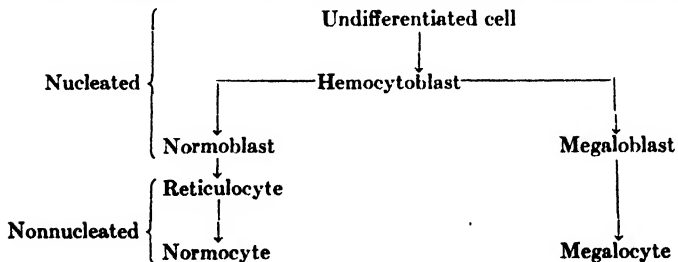 Undifferentiated cell
Nucleated
Hemocytoblast
Normoblast Megaloblast
Reticulocyte
Nonnucleated
Normocyte Megalocyte